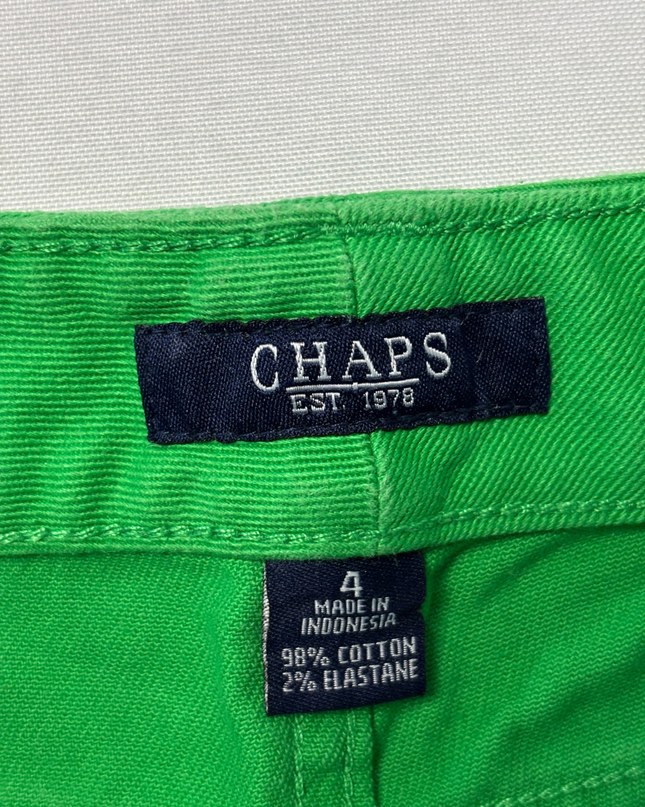 CHAPS
EST. 1978
4
MADE IN
INDONESIA
98% COTTON
2% ELASTANE